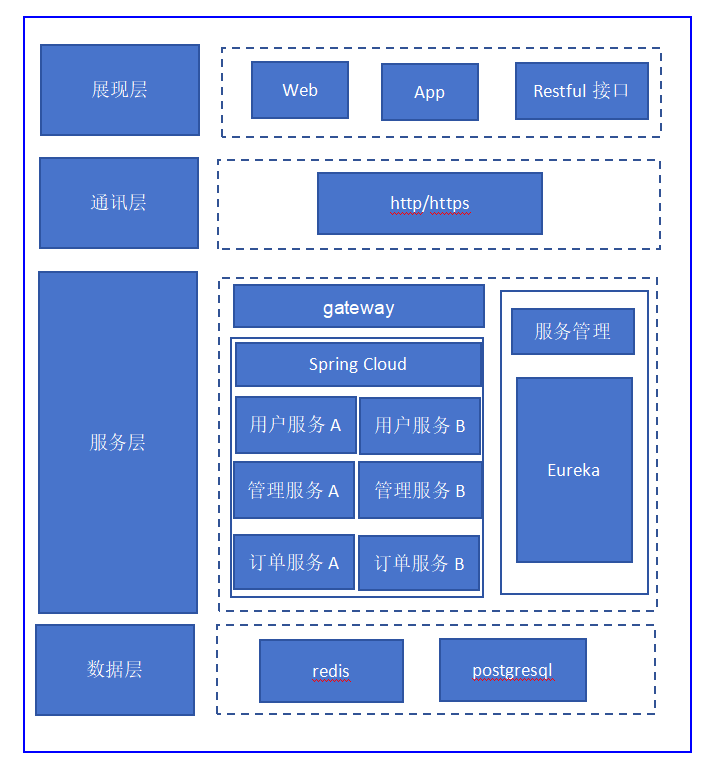 展现层
Web
App
Restful 接口
通讯层
http/https
服务层
gateway
Spring Cloud
用户服务 A
用户服务 B
管理服务 A
管理服务 B
订单服务 A
订单服务 B
服务管理
Eureka
数据层
redis
postgresql